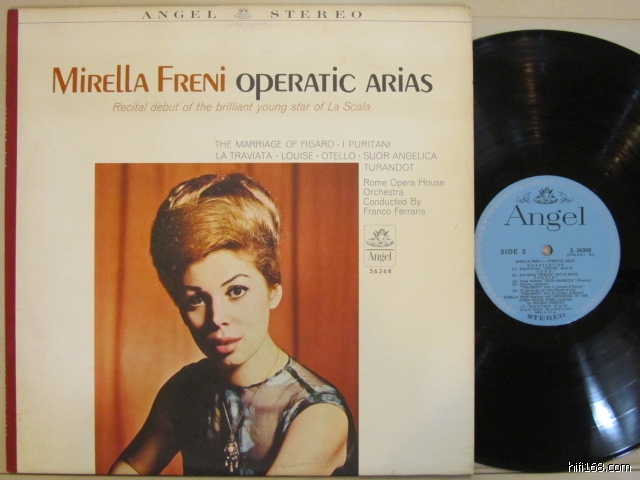 ANGEL STEREO
MIRELLA FRENI OPERATIC ARIAS
Recital debut of the brilliant young star of La Scala
THE MARRIAGE OF FIGARO · I PURITANI
LA TRAVIATA · LOUISE · OTELLO · SUOR ANGELICA
TURANDOT
Rome Opera House
Orchestra
Conducted By
Franco Ferraris
Angel
36268
Angel
SIDE 2
S. 36268
MIRELLA FRENI — OPERATIC ARIAS
CHARPENTIER
STEREO
hifi168.com